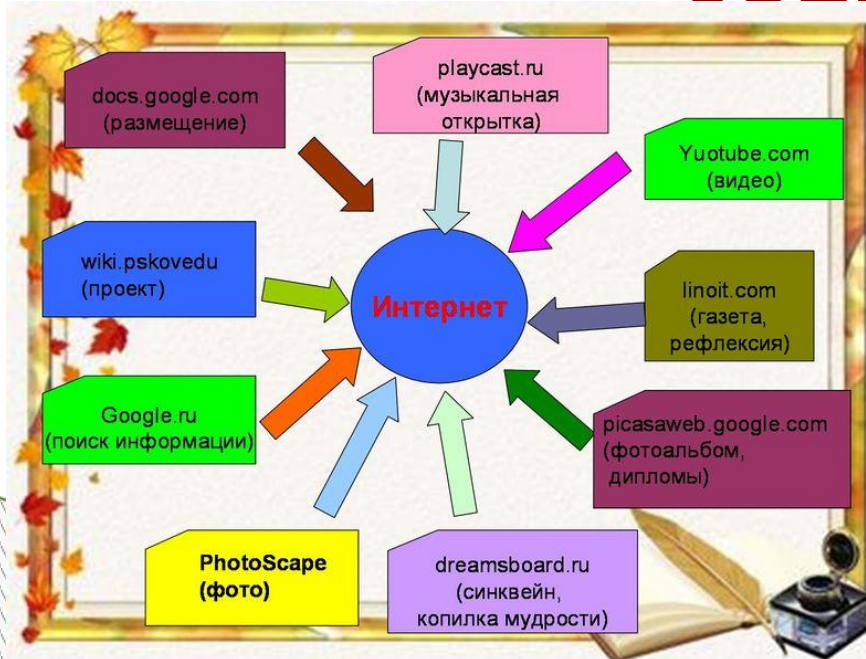 docs.google.com
(размещение)
playcast.ru
(музыкальная
открытка)
Yuotube.com
(видео)
wiki.pskovedu
(проект)
Интернет
linoit.com
(газета,
рефлексия)
Google.ru
(поиск информации)
picasaweb.google.com
(фотоальбом,
дипломы)
PhotoScape
(фото)
dreamsboard.ru
(синквейн,
копилка мудрости)